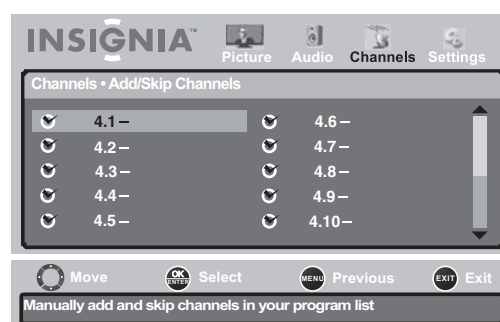 INSIGNIA™
Picture Audio Channels Settings
Channels • Add/Skip Channels
4.1 –
4.2 –
4.3 –
4.4 –
4.5 –
4.6 –
4.7 –
4.8 –
4.9 –
4.10 –
Move OK ENTER Select MENU Previous EXIT Exit
Manually add and skip channels in your program list